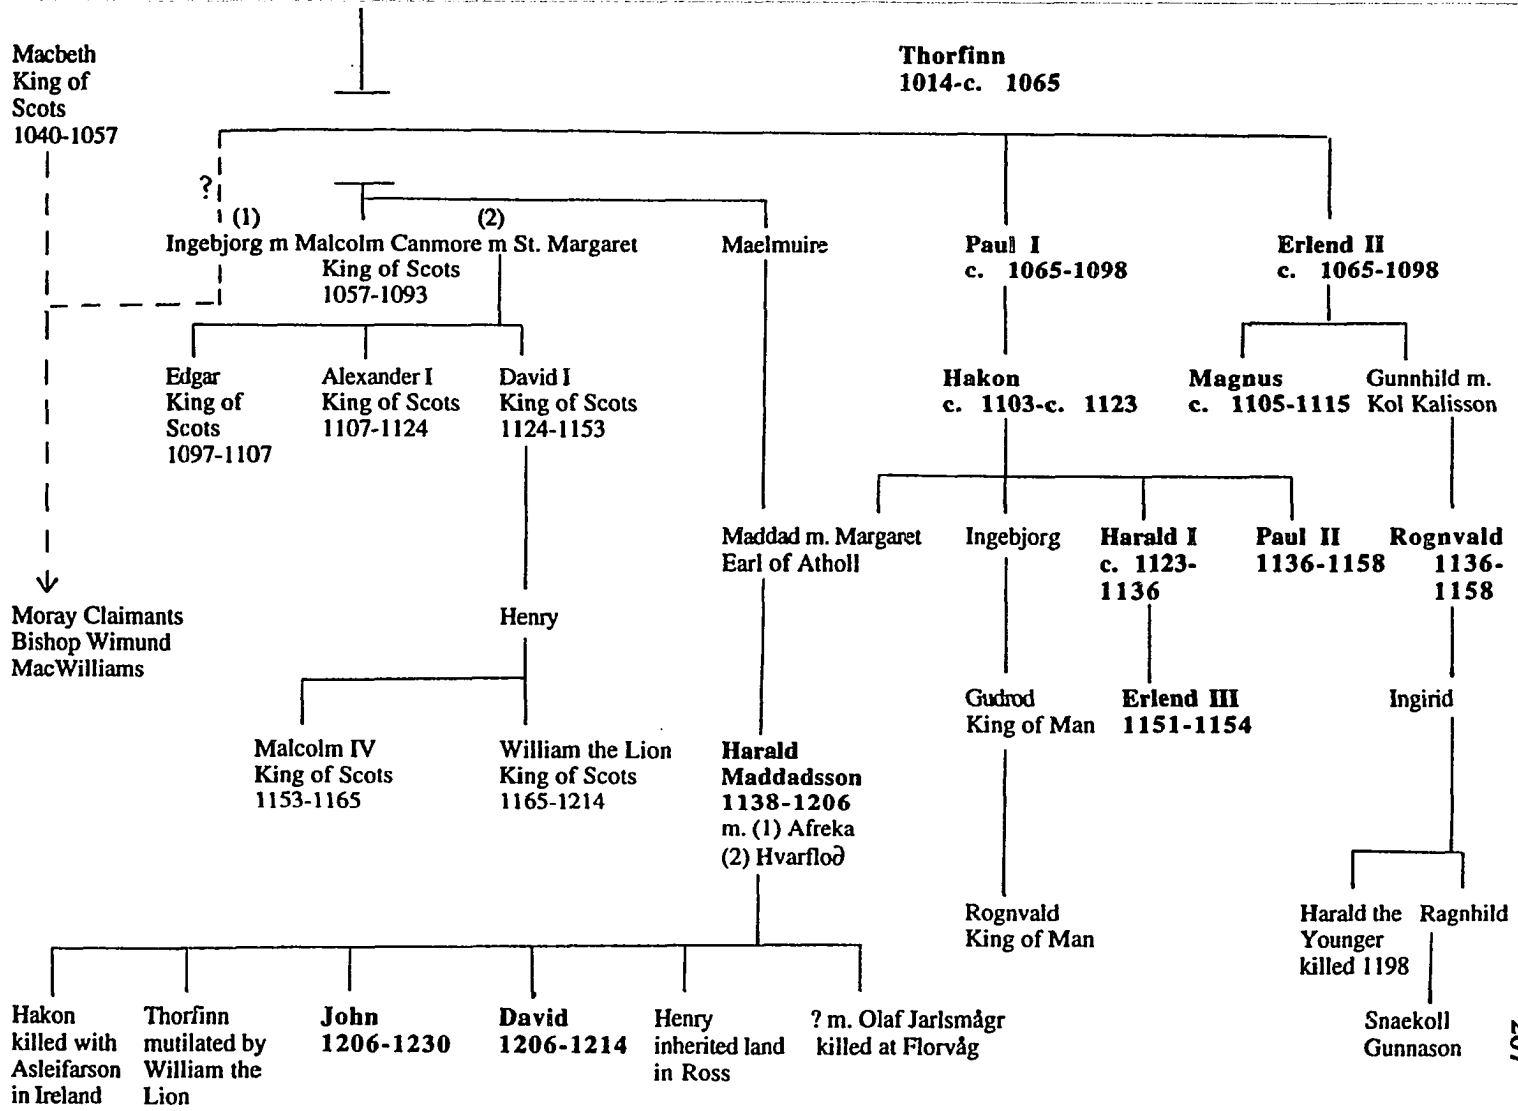 Macbeth
King of
Scots
1040-1057
Thorfinn
1014-c. 1065
?
(1)
(2)
Ingebjorg m Malcolm Canmore m St. Margaret
King of Scots
1057-1093
Maelmuire
Paul I
c. 1065-1098
Erlend II
c. 1065-1098
Edgar
King of
Scots
1097-1107
Alexander I
King of Scots
1107-1124
David I
King of Scots
1124-1153
Hakon
c. 1103-c. 1123
Magnus
c. 1105-1115
Gunnhild m.
Kol Kalisson
Maddad m. Margaret
Earl of Atholl
Ingebjorg
Harald I
c. 1123-
1136
Paul II
1136-1158
Rognvald
1136-
1158
Moray Claimants
Bishop Wimund
MacWilliams
Henry
Gudrod
King of Man
Erlend III
1151-1154
Ingirid
Malcolm IV
King of Scots
1153-1165
William the Lion
King of Scots
1165-1214
Harald
Maddadsson
1138-1206
m. (1) Afreka
(2) Hvarfloð
Rognvald
King of Man
Harald the
Younger
killed 1198
Ragnhild
Hakon
killed with
Asleifarson
in Ireland
Thorfinn
mutilated by
William the
Lion
John
1206-1230
David
1206-1214
Henry
inherited land
in Ross
? m. Olaf Jarlsmågr
killed at Florvåg
Snaekoll
Gunnason